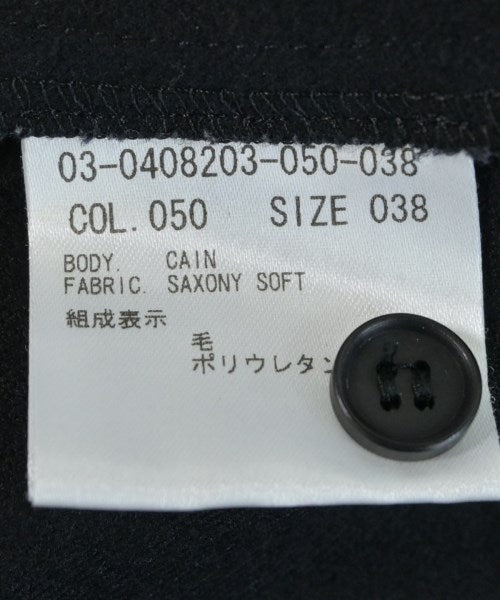 03-0408203-050-038
COL. 050 SIZE 038
BODY. CAIN
FABRIC. SAXONY SOFT
組成表示
毛
ポリウレタン